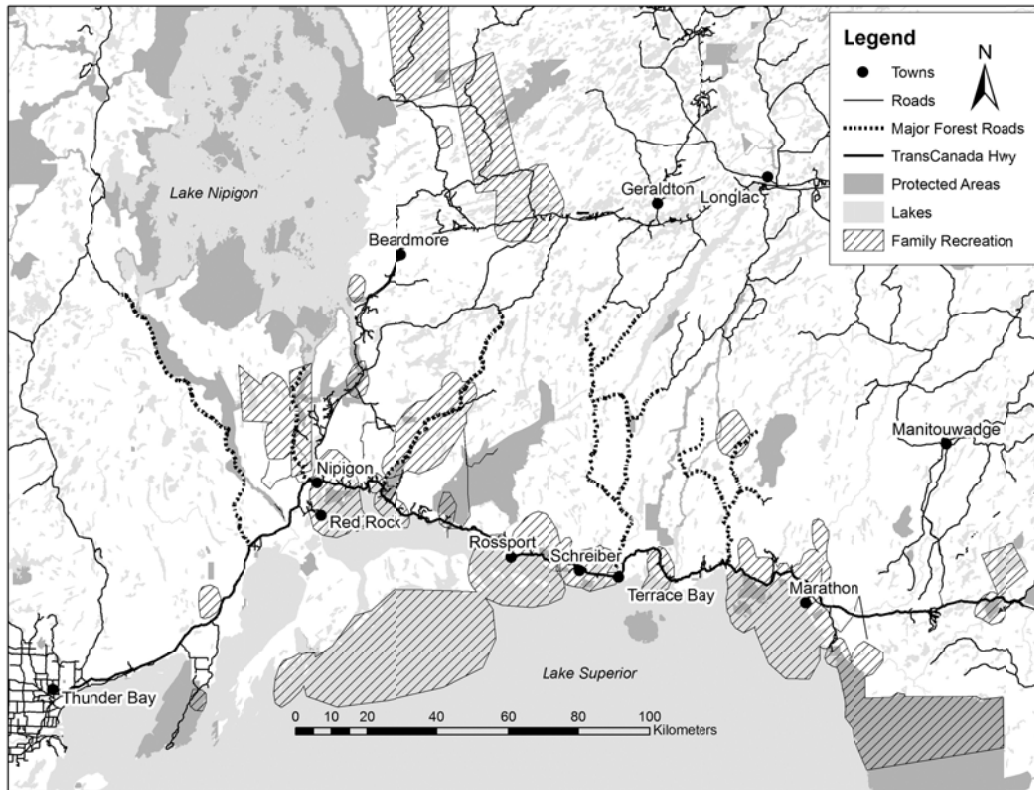 Legend
N
Towns
Roads
Major Forest Roads
TransCanada Hwy
Protected Areas
Lakes
Family Recreation
Lake Nipigon
Geraldton
Longlac
Beardmore
Manitouwadge
Nipigon
Red Rock
Rossport
Schreiber
Terrace Bay
Marathon
Lake Superior
Thunder Bay
0 10 20 40 60 80 100
Kilometers